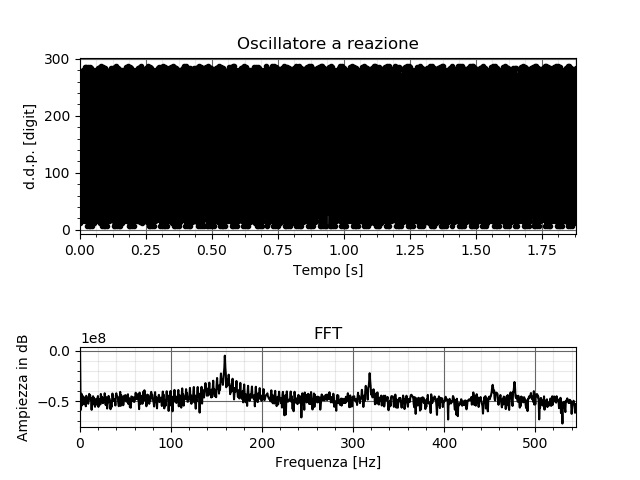 Oscillatore a reazione
300
200
100
0
d.d.p. [digit]
0.00 0.25 0.50 0.75 1.00 1.25 1.50 1.75
Tempo [s]
FFT
1e8
0.0
−0.5
Ampiezza in dB
0 100 200 300 400 500
Frequenza [Hz]